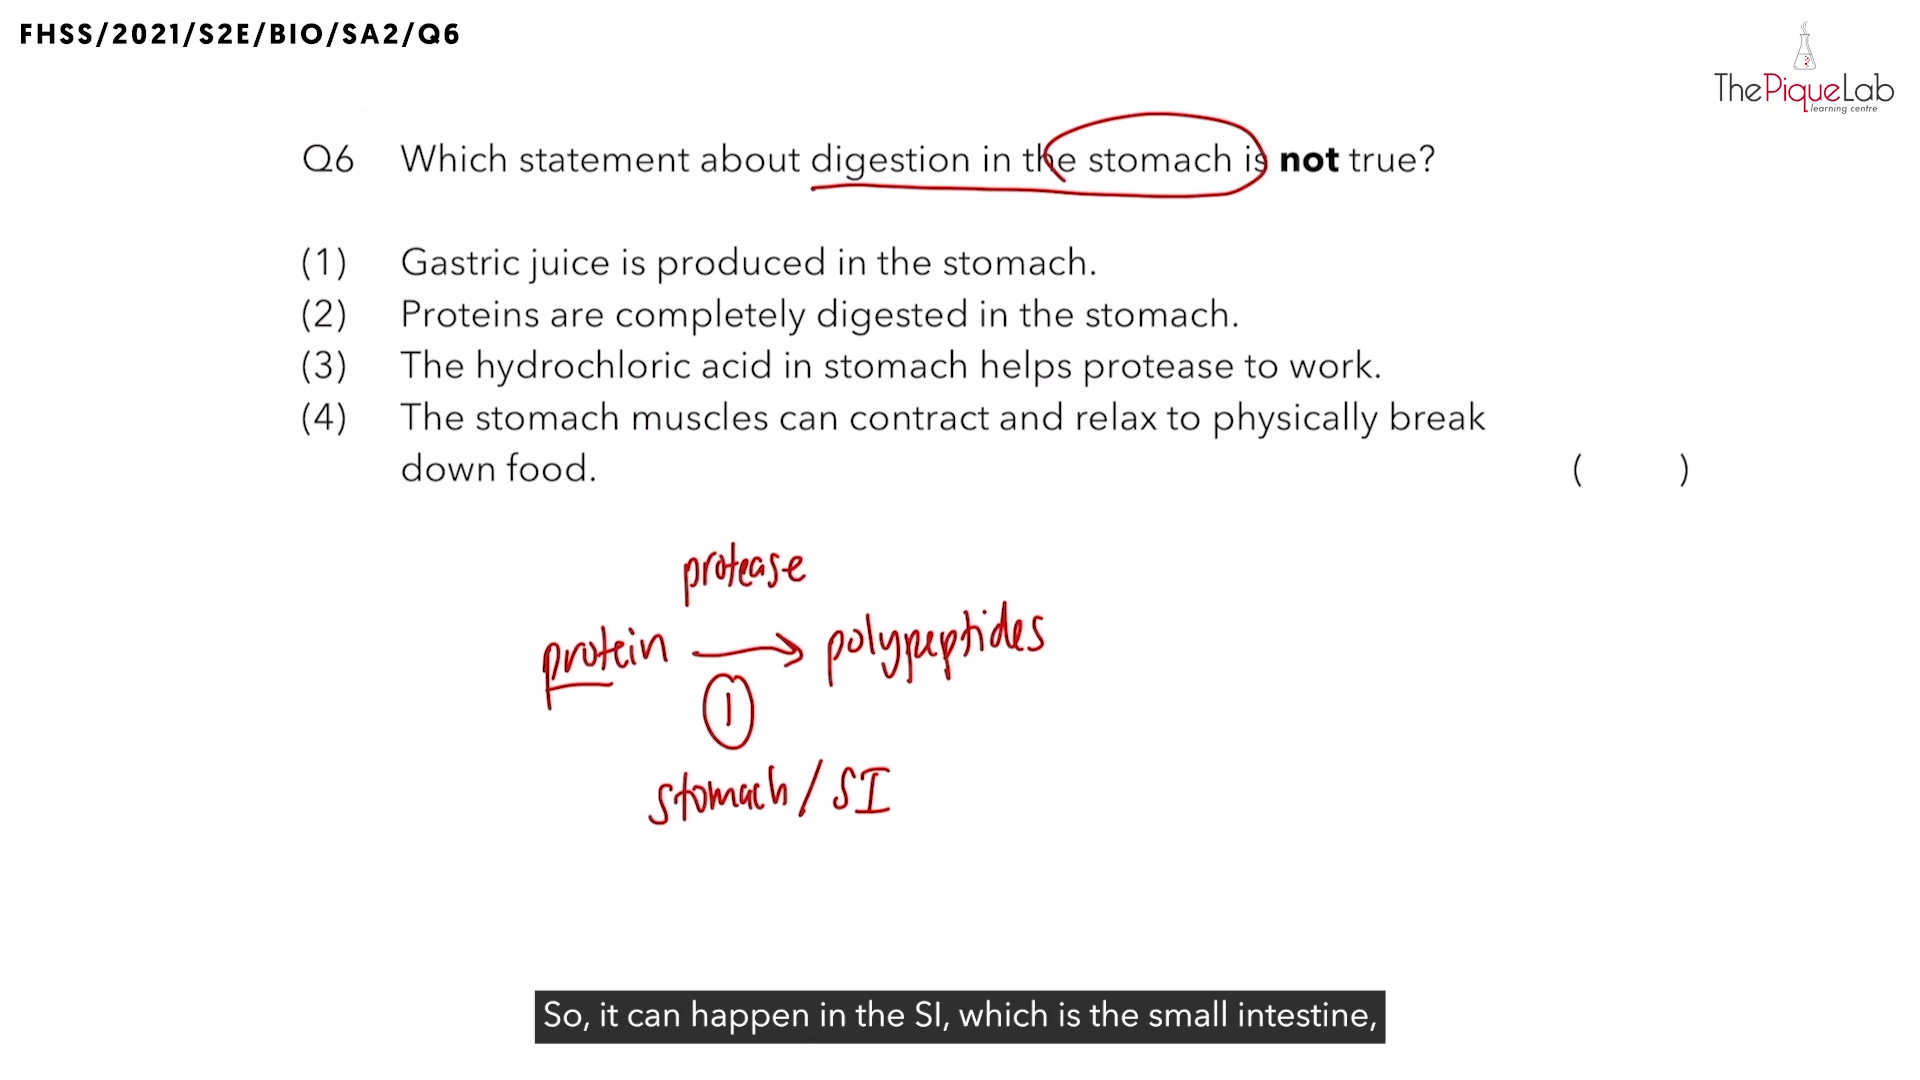 FHSS/2021/S2E/BIO/SA2/Q6
ThePiqueLab
learning centre
Q6 Which statement about digestion in the stomach is not true?
(1) Gastric juice is produced in the stomach.
(2) Proteins are completely digested in the stomach.
(3) The hydrochloric acid in stomach helps protease to work.
(4) The stomach muscles can contract and relax to physically break
down food. ( )
protease
protein → polypeptides
1
stomach / SI
So, it can happen in the SI, which is the small intestine,